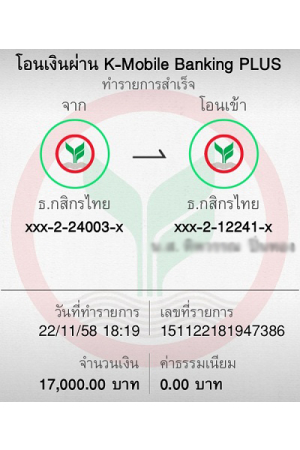 โอนเงินผ่าน K-Mobile Banking PLUS
ทำรายการสำเร็จ
จาก
โอนเข้า
ธ.กสิกรไทย
ธ.กสิกรไทย
xxx-2-24003-x
xxx-2-12241-x
น.ส.
วันที่ทำรายการ
เลขที่รายการ
22/11/58 18:19
151122181947386
จำนวนเงิน
ค่าธรรมเนียม
17,000.00 บาท
0.00 บาท